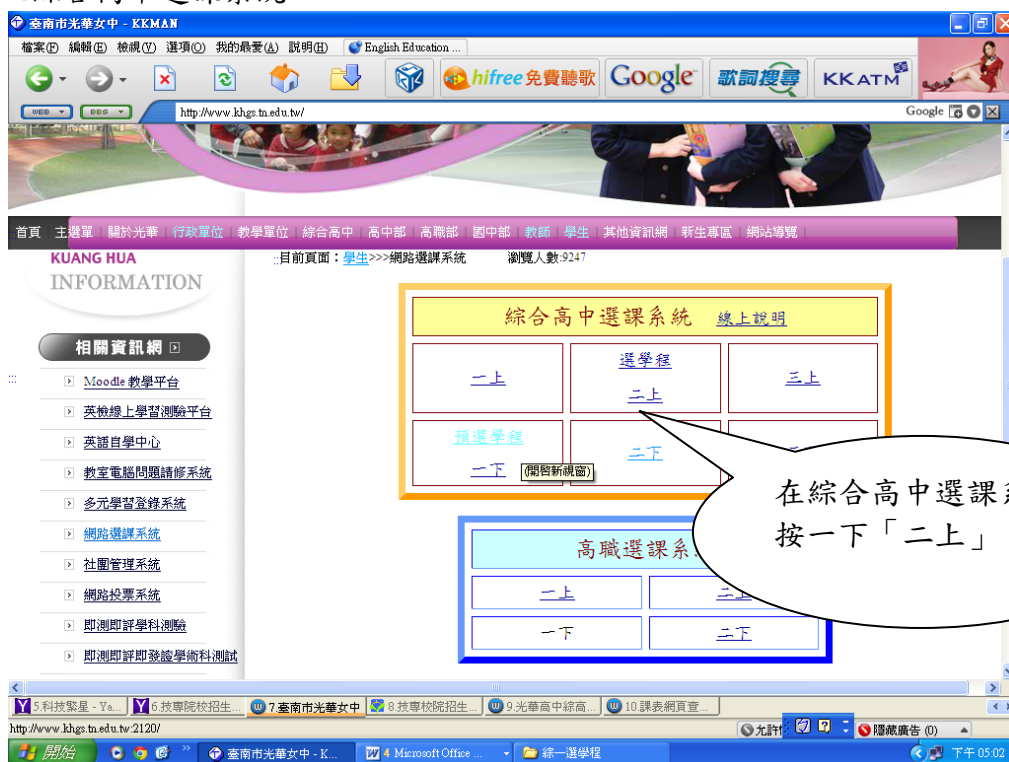 臺南市光華女中 - KKMAN
檔案(F) 編輯(E) 檢視(V) 選項(O) 我的最愛(A) 說明(H) English Education ...
hifree 免費聽歌 Google 歌詞搜尋 KKATM
WEB BBS http://www.khgs.tn.edu.tw/ Google
首頁 主選單 關於光華 行政單位 教學單位 綜合高中 高中部 高職部 國中部 教師 學生 其他資訊網 新生專區 網站導覽
KUANG HUA
INFORMATION
::目前頁面：學生>>>網路選課系統 瀏覽人數:9247
相關資訊網
Moodle 教學平台
英檢線上學習測驗平台
英語自學中心
教室電腦問題請修系統
多元學習登錄系統
網路選課系統
社團管理系統
網路投票系統
即測即評學科測驗
即測即評即發證學術科測試
綜合高中選課系統 線上說明
一上
選學程
二上
三上
預選學程
一下
二下
(開啓新視窗)
在綜合高中選課
按一下「二上」
高職選課系
一上 二上
一下 二下
5.科技繁星 - Ya... 6.技專院校招生... 7.臺南市光華女中 8.技專校院招生... 9.光華高中綜高... 10.課表網頁查...
http://www.khgs.tn.edu.tw:2120/ 允許 隱藏廣告 (0)
開始 臺南市光華女中 - K... 4 Microsoft Office ... 綜一選學程 下午 05:02